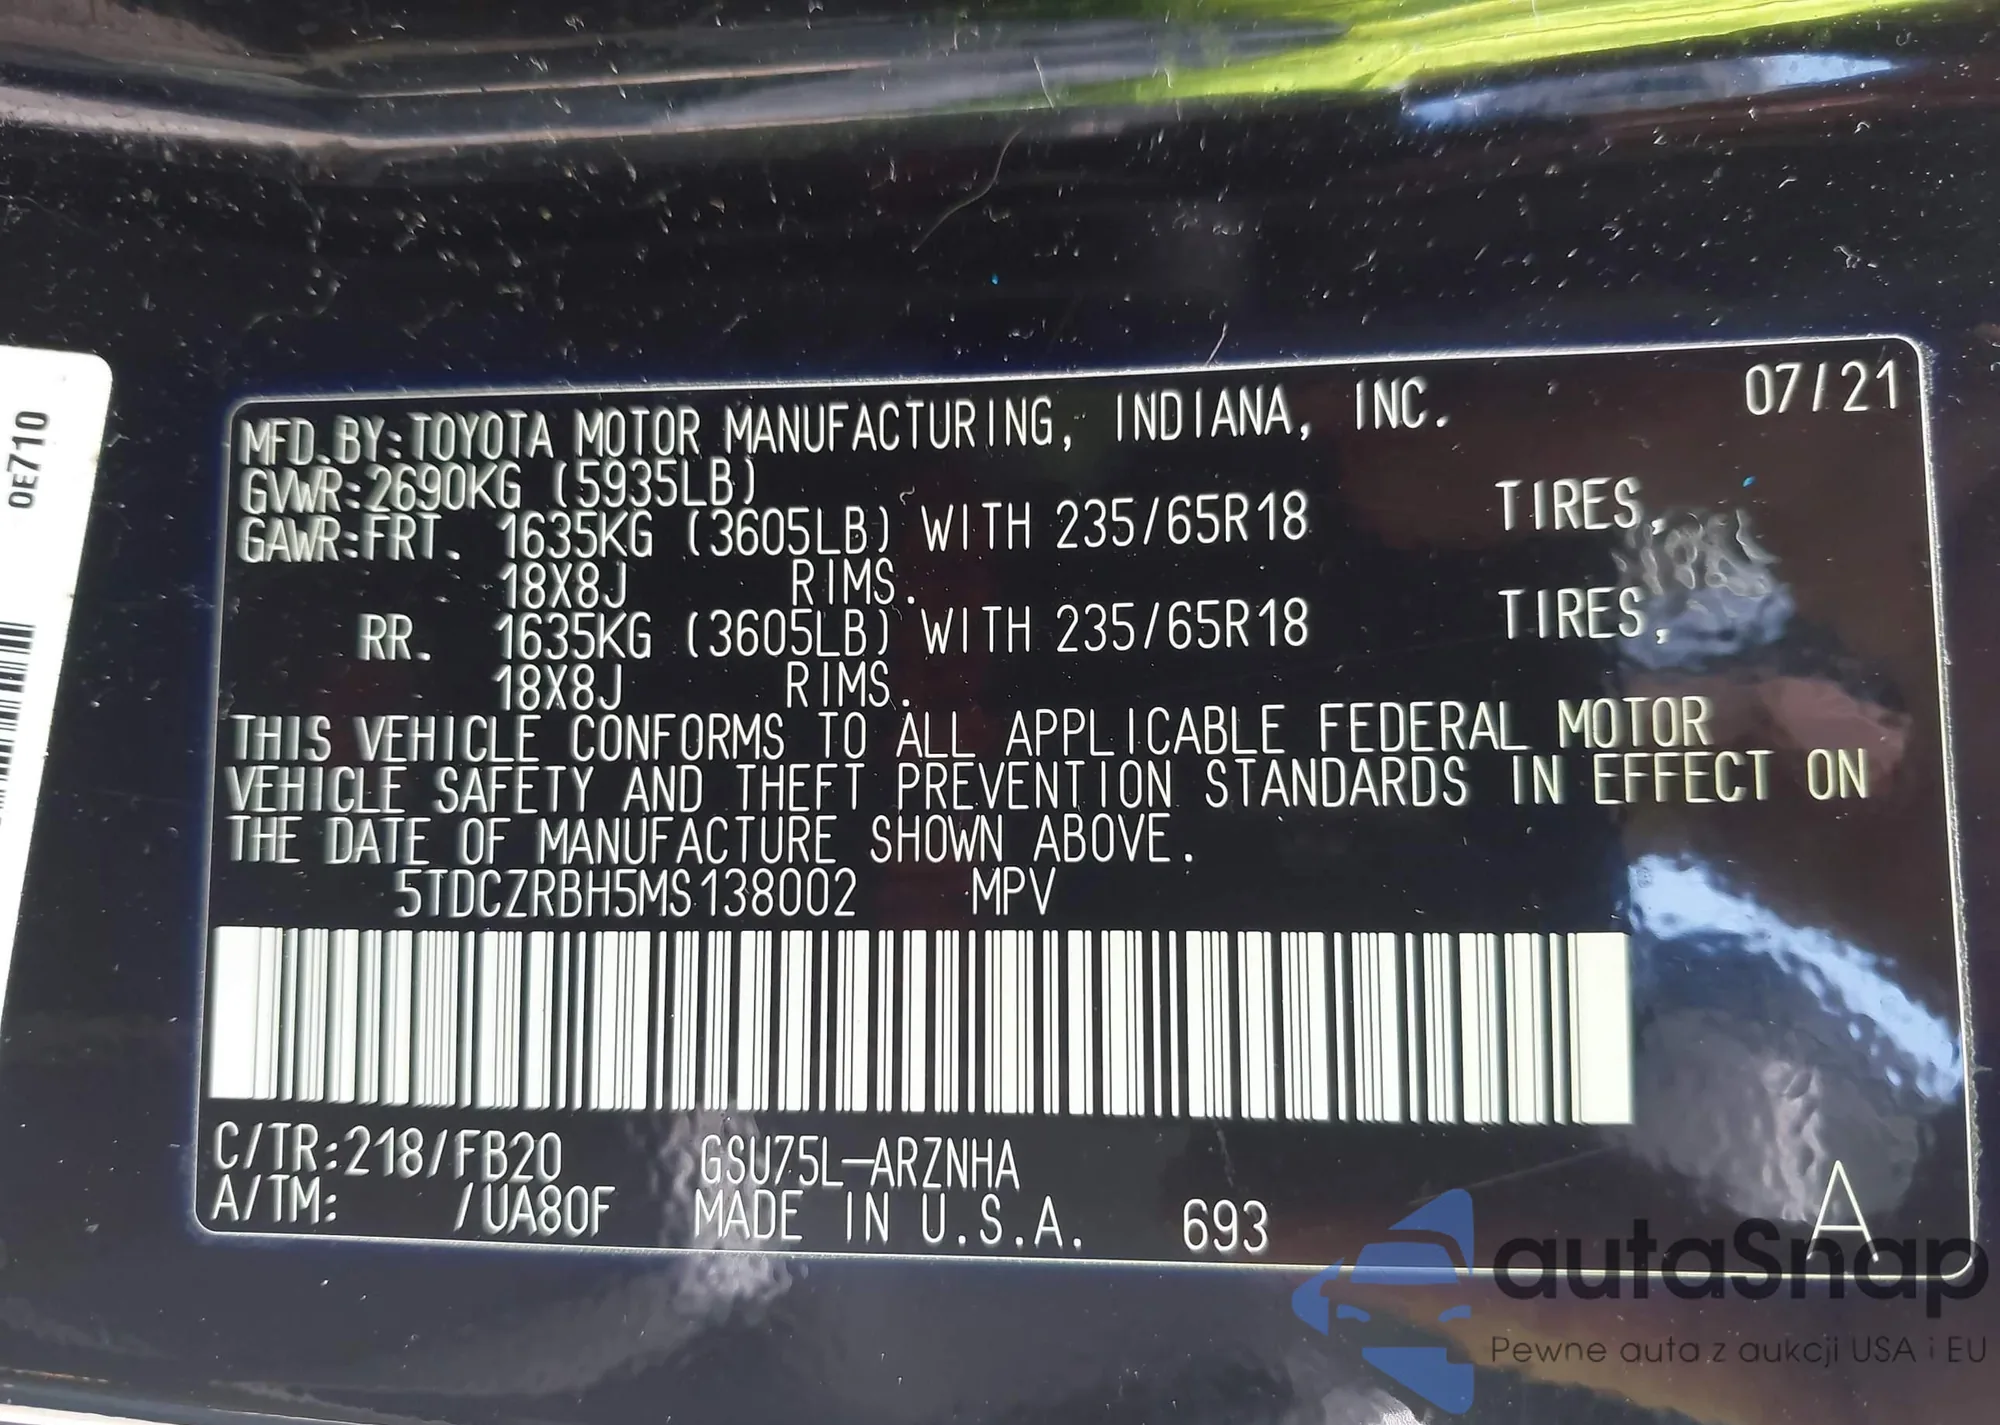 MFD.BY:TOYOTA MOTOR MANUFACTURING, INDIANA, INC. 07/21
GVWR:2690KG (5935LB)
GAWR:FRT. 1635KG (3605LB) WITH 235/65R18 TIRES,
18X8J RIMS.
RR. 1635KG (3605LB) WITH 235/65R18 TIRES,
18X8J RIMS.
THIS VEHICLE CONFORMS TO ALL APPLICABLE FEDERAL MOTOR
VEHICLE SAFETY AND THEFT PREVENTION STANDARDS IN EFFECT ON
THE DATE OF MANUFACTURE SHOWN ABOVE.
5TDCZRBH5MS138002 MPV
C/TR:218/FB20 GSU75L-ARZNHA
A/TM: /UA80F MADE IN U.S.A. 693 A
0E710
autaSnap
Pewne auta z aukcji USA i EU